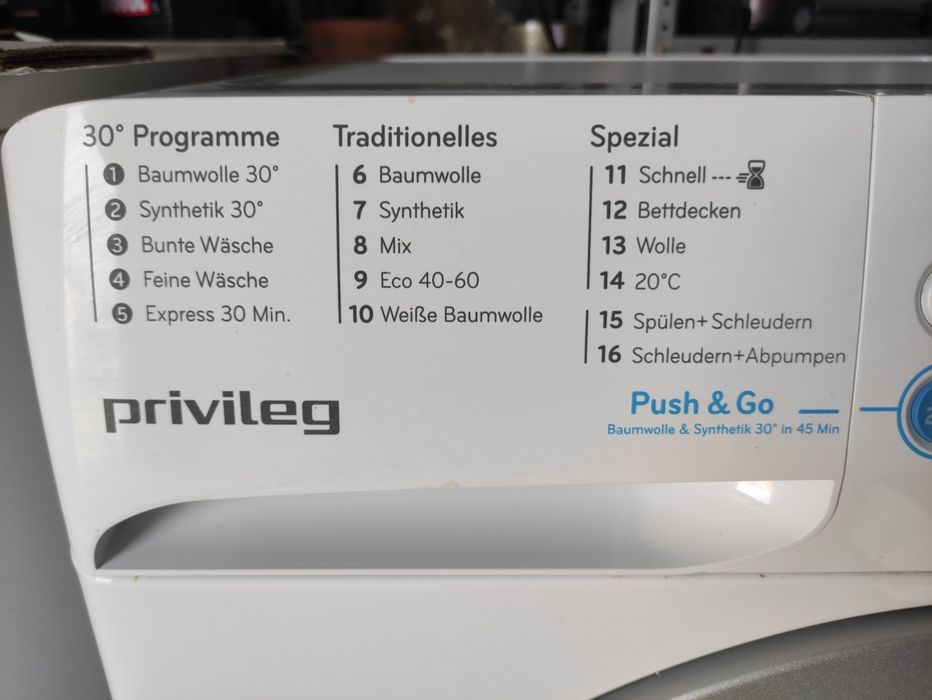 30° Programme
1 Baumwolle 30°
2 Synthetik 30°
3 Bunte Wäsche
4 Feine Wäsche
5 Express 30 Min.
Traditionelles
6 Baumwolle
7 Synthetik
8 Mix
9 Eco 40-60
10 Weiße Baumwolle
Spezial
11 Schnell ---
12 Bettdecken
13 Wolle
14 20°C
15 Spülen+Schleudern
16 Schleudern+Abpumpen
privileg
Push & Go
Baumwolle & Synthetik 30° in 45 Min